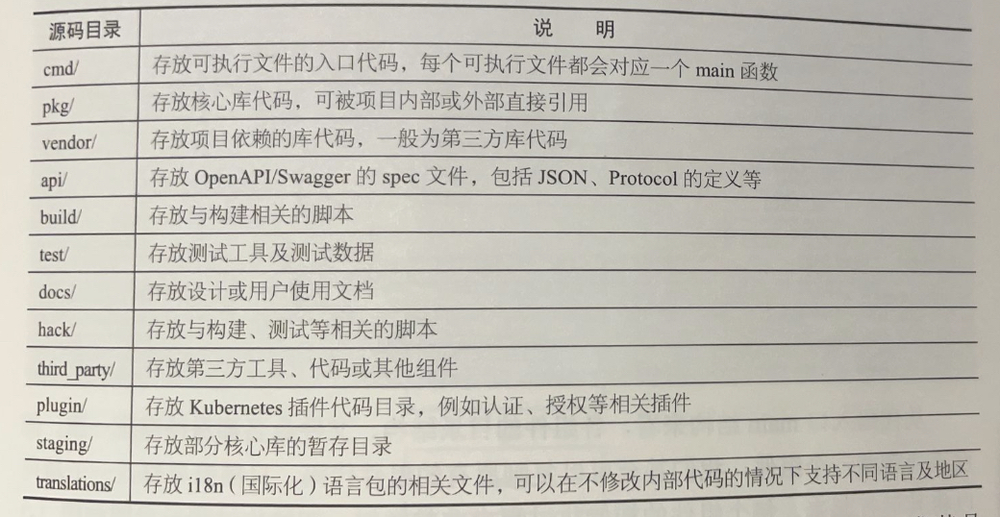 源码目录 说 明
cmd/ 存放可执行文件的入口代码，每个可执行文件都会对应一个 main 函数
pkg/ 存放核心库代码，可被项目内部或外部直接引用
vendor/ 存放项目依赖的库代码，一般为第三方库代码
api/ 存放 OpenAPI/Swagger 的 spec 文件，包括 JSON、Protocol 的定义等
build/ 存放与构建相关的脚本
test/ 存放测试工具及测试数据
docs/ 存放设计或用户使用文档
hack/ 存放与构建、测试等相关的脚本
third_party/ 存放第三方工具、代码或其他组件
plugin/ 存放 Kubernetes 插件代码目录，例如认证、授权等相关插件
staging/ 存放部分核心库的暂存目录
translations/ 存放 i18n（国际化）语言包的相关文件，可以在不修改内部代码的情况下支持不同语言及地区